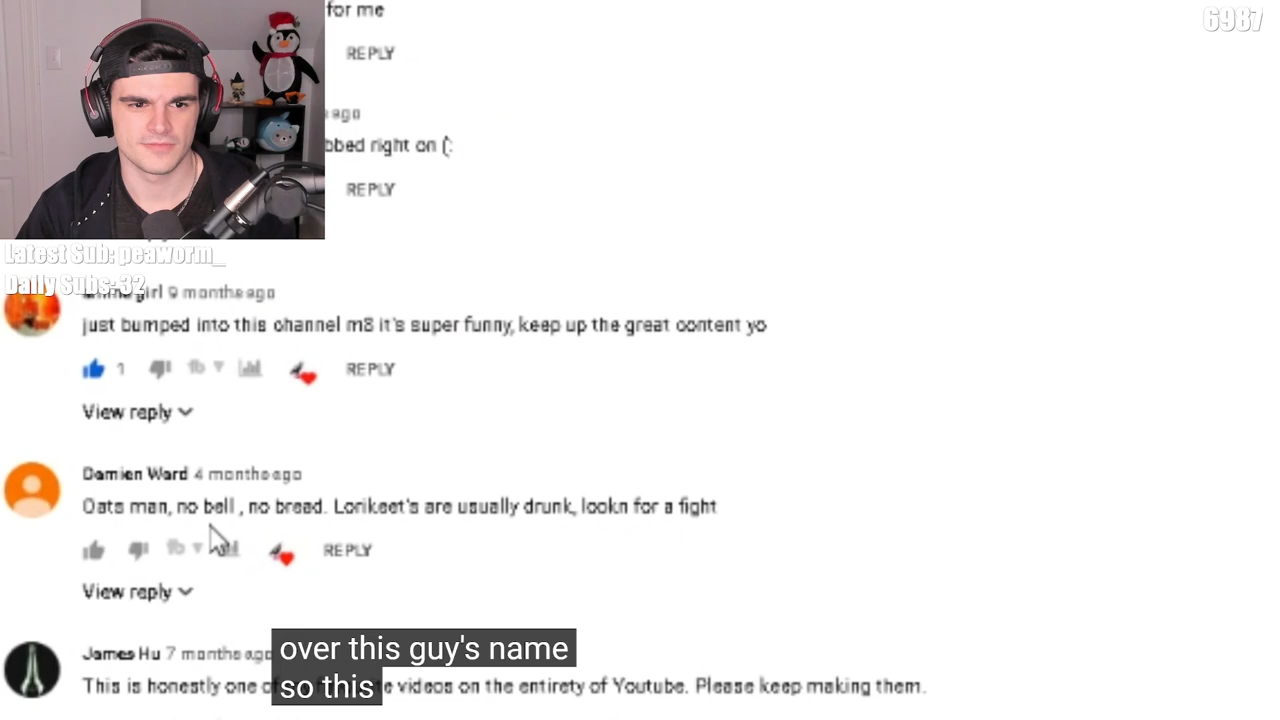 6987
for me
REPLY
ago
bbed right on (:
REPLY
Latest Sub: peaworm_
Daily Subs: 32
girl 9 months ago
just bumped into this channel m8 it's super funny, keep up the great content yo
1 REPLY
View reply
Damien Ward 4 months ago
Oats man, no bell , no bread. Lorikeet's are usually drunk, lookn for a fight
REPLY
View reply
James Hu 7 months ago
over this guy's name
This is honestly one videos on the entirety of Youtube. Please keep making them.
so this